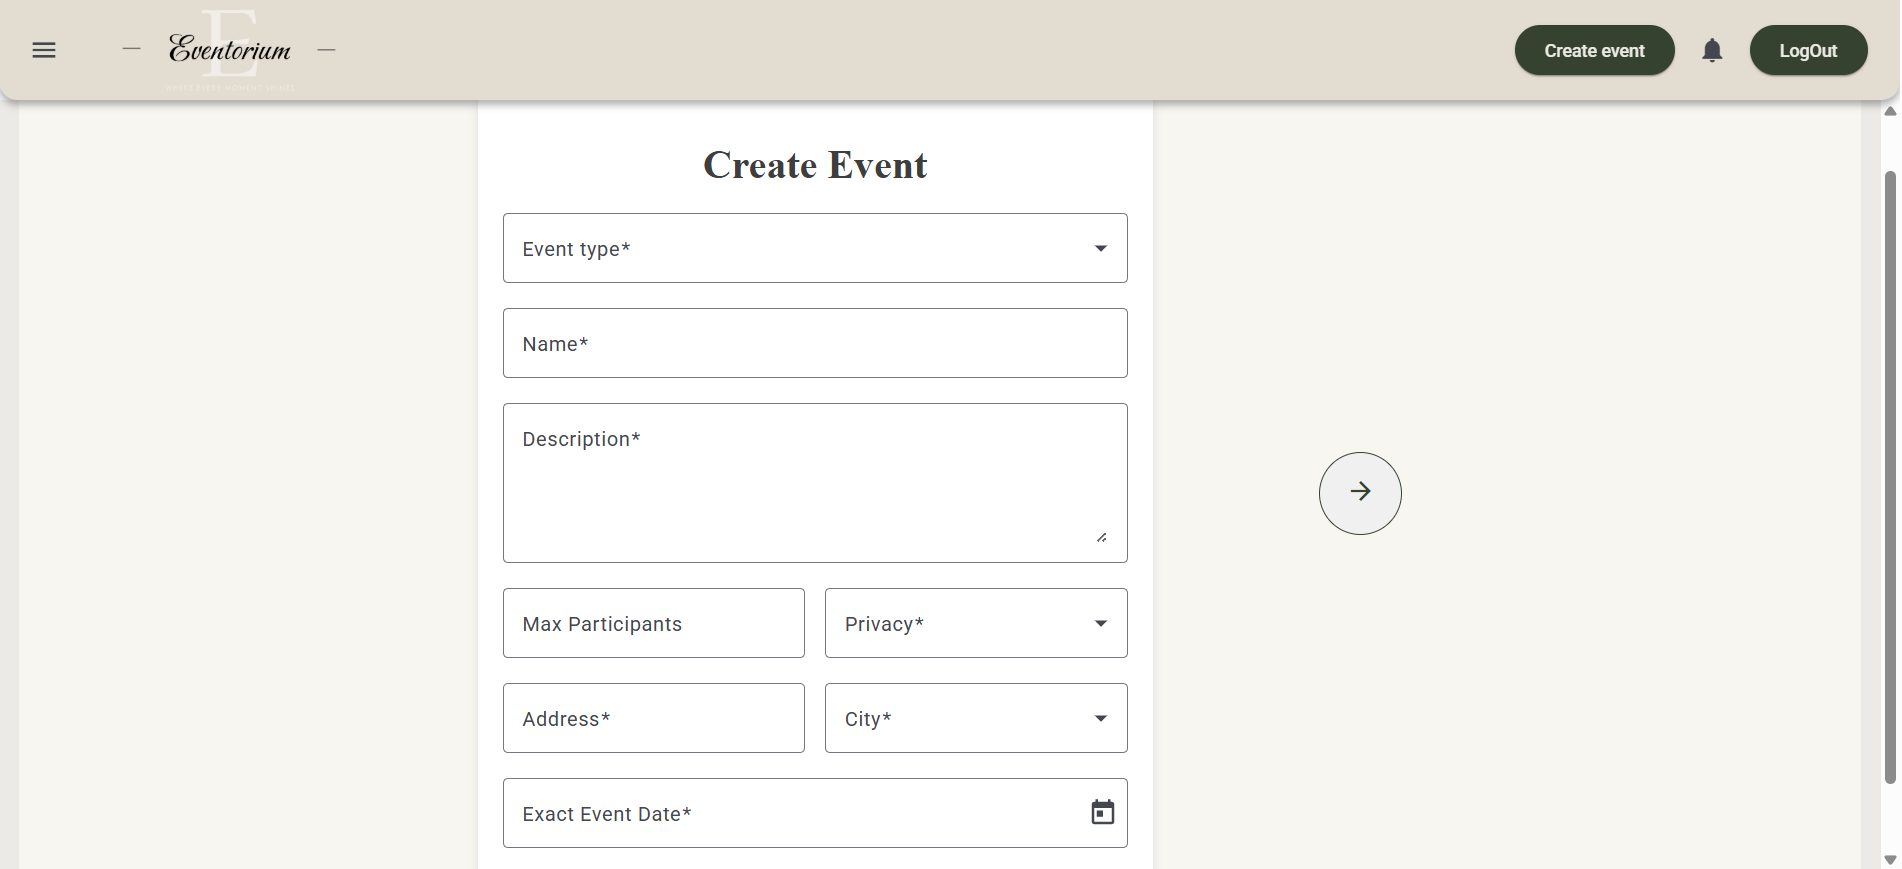 E
Eventorium
Create event
LogOut
Create Event
Event type*
Name*
Description*
Max Participants
Privacy*
Address*
City*
Exact Event Date*